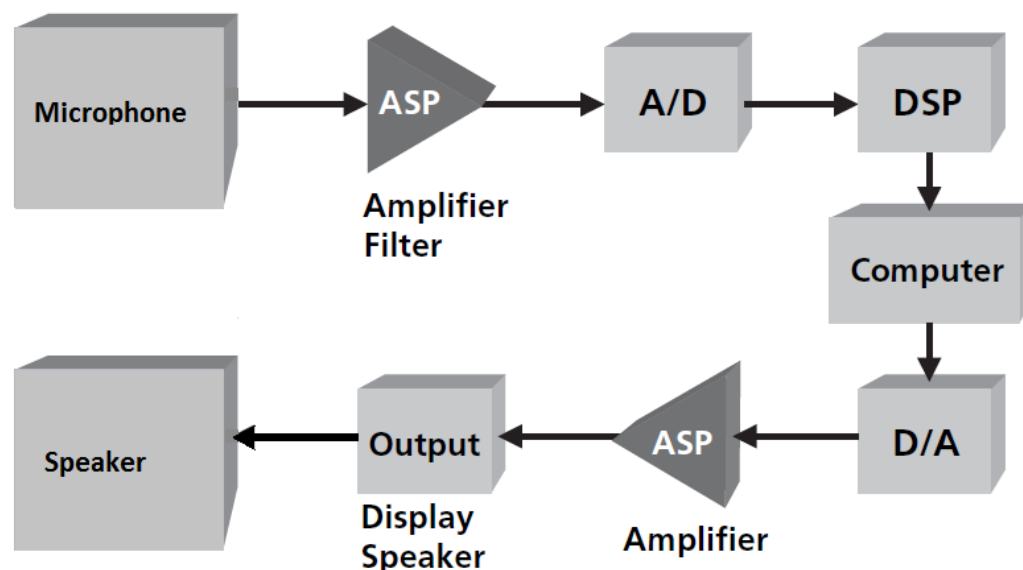 Microphone
ASP
Amplifier
Filter
A/D
DSP
Computer
D/A
ASP
Amplifier
Output
Display
Speaker
Speaker